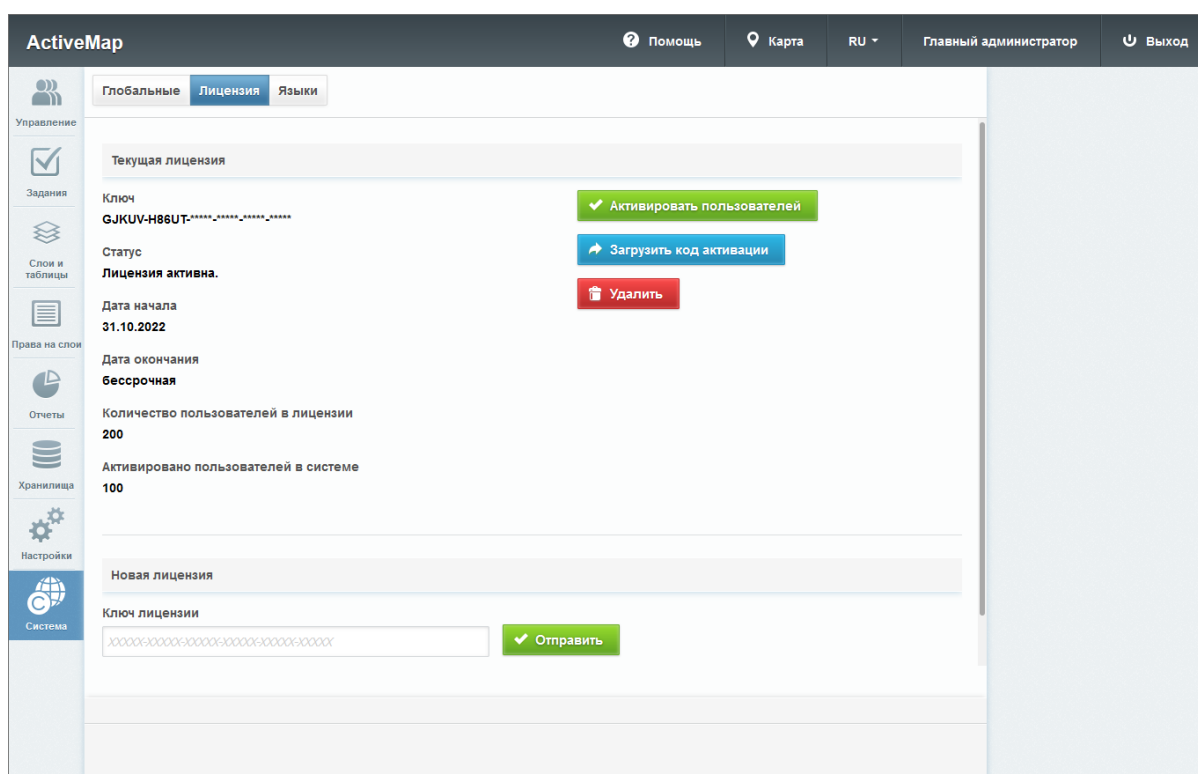 ActiveMap
Помощь
Карта
RU
Главный администратор
Выход
Управление
Задания
Слои и
таблицы
Права на слои
Отчеты
Хранилища
Настройки
Система
Глобальные
Лицензия
Языки
Текущая лицензия
Ключ
GJKUV-H86UT-*****-*****-*****-*****
Статус
Лицензия активна.
Дата начала
31.10.2022
Дата окончания
бессрочная
Количество пользователей в лицензии
200
Активировано пользователей в системе
100
Активировать пользователей
Загрузить код активации
Удалить
Новая лицензия
Ключ лицензии
XXXXX-XXXXX-XXXXX-XXXXX-XXXXX-XXXXX
Отправить